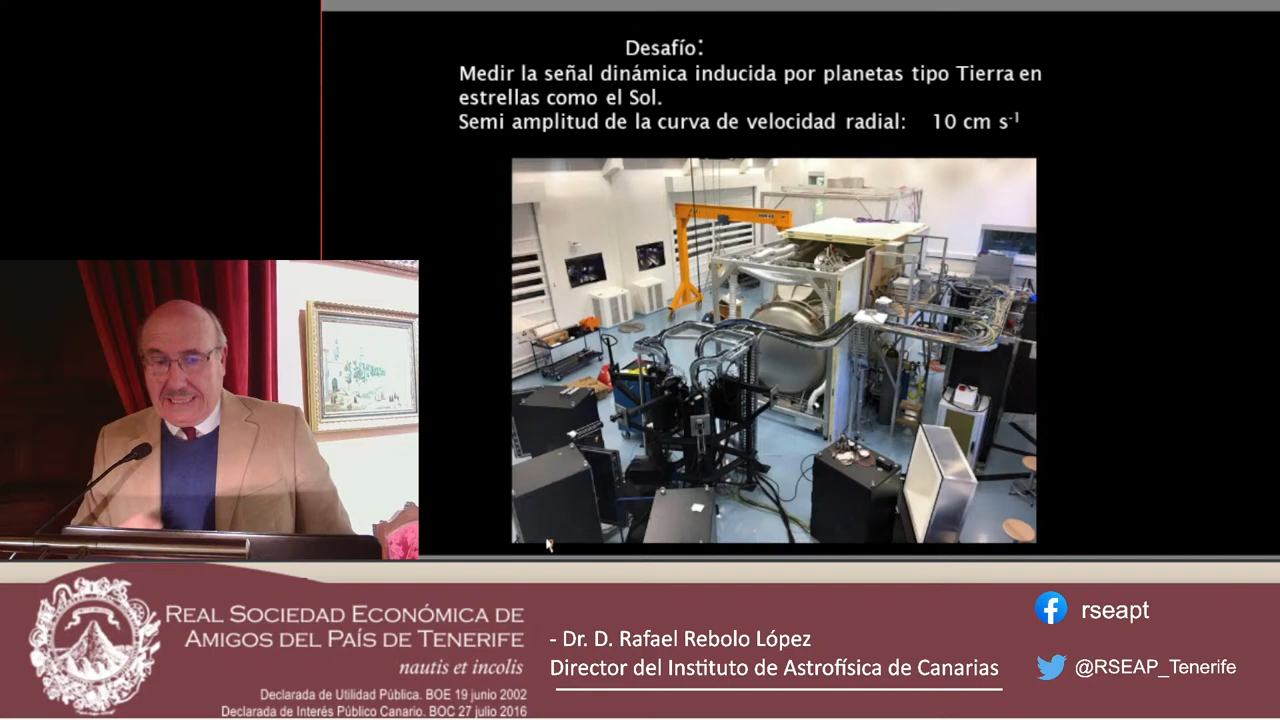 Desafío:
Medir la señal dinámica inducida por planetas tipo Tierra en
estrellas como el Sol.
Semi amplitud de la curva de velocidad radial: 10 cm s⁻¹
REAL SOCIEDAD ECONÓMICA DE
AMIGOS DEL PAÍS DE TENERIFE
nautis et incolis
Declarada de Utilidad Pública. BOE 19 junio 2002
Declarada de Interés Público Canario. BOC 27 julio 2016
- Dr. D. Rafael Rebolo López
Director del Instituto de Astrofísica de Canarias
rseapt
@RSEAP_Tenerife